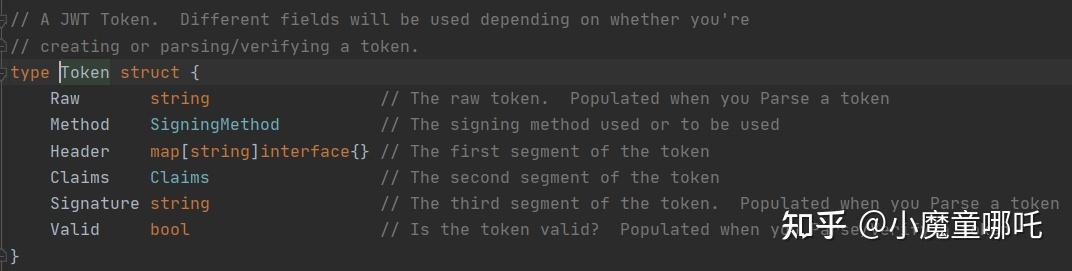 // A JWT Token.  Different fields will be used depending on whether you're
// creating or parsing/verifying a token.
type Token struct {
    Raw       string                 // The raw token.  Populated when you Parse a token
    Method    SigningMethod          // The signing method used or to be used
    Header    map[string]interface{} // The first segment of the token
    Claims    Claims                 // The second segment of the token
    Signature string                 // The third segment of the token.  Populated when you Parse a token
    Valid     bool                   // Is the token valid?  Populated when you
}
知乎 @小魔童哪吒